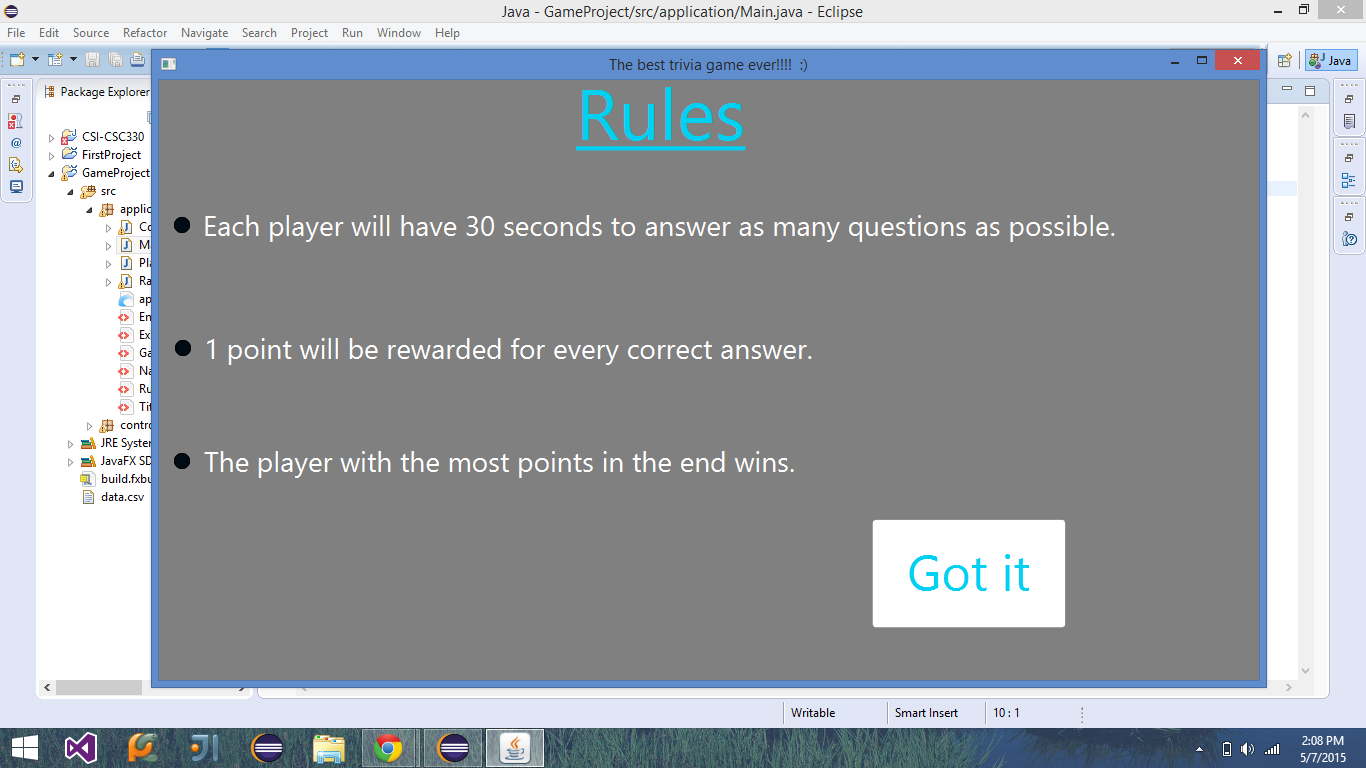 Java - GameProject/src/application/Main.java - Eclipse
File Edit Source Refactor Navigate Search Project Run Window Help
The best trivia game ever!!!! :)
Java
Package Explorer
Rules
CSI-CSC330
FirstProject
GameProject
src
applic
Co
Ma
Pla
Ra
ap
En
Exi
Ga
Na
Ru
Tit
contro
JRE System
JavaFX SD
build.fxbu
data.csv
Each player will have 30 seconds to answer as many questions as possible.
1 point will be rewarded for every correct answer.
The player with the most points in the end wins.
Got it
Writable Smart Insert 10 : 1
2:08 PM
5/7/2015